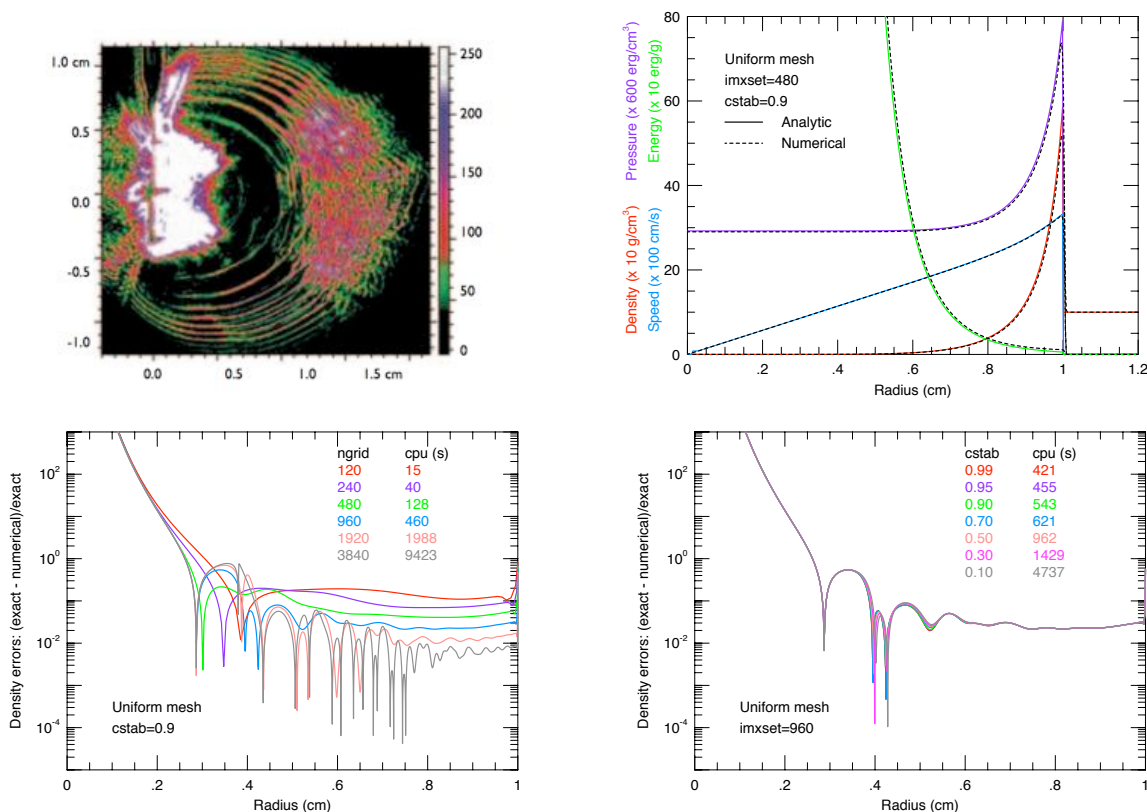 1.0 cm
0.5
0.0
-0.5
-1.0
0.0
0.5
1.0
1.5 cm
250
200
150
100
50
0
Pressure (x 600 erg/cm³)
Energy (x 10 erg/g)
Density (x 10 g/cm³)
Speed (x 100 cm/s)
80
60
40
20
0
Uniform mesh
imxset=480
cstab=0.9
Analytic
Numerical
0 .2 .4 .6 .8 1 1.2
Radius (cm)
Density errors: (exact - numerical)/exact
10²
10⁰
10⁻²
10⁻⁴
ngrid cpu (s)
120 15
240 40
480 128
960 460
1920 1988
3840 9423
Uniform mesh
cstab=0.9
0 .2 .4 .6 .8 1
Radius (cm)
Density errors: (exact - numerical)/exact
10²
10⁰
10⁻²
10⁻⁴
cstab cpu (s)
0.99 421
0.95 455
0.90 543
0.70 621
0.50 962
0.30 1429
0.10 4737
Uniform mesh
imxset=960
0 .2 .4 .6 .8 1
Radius (cm)